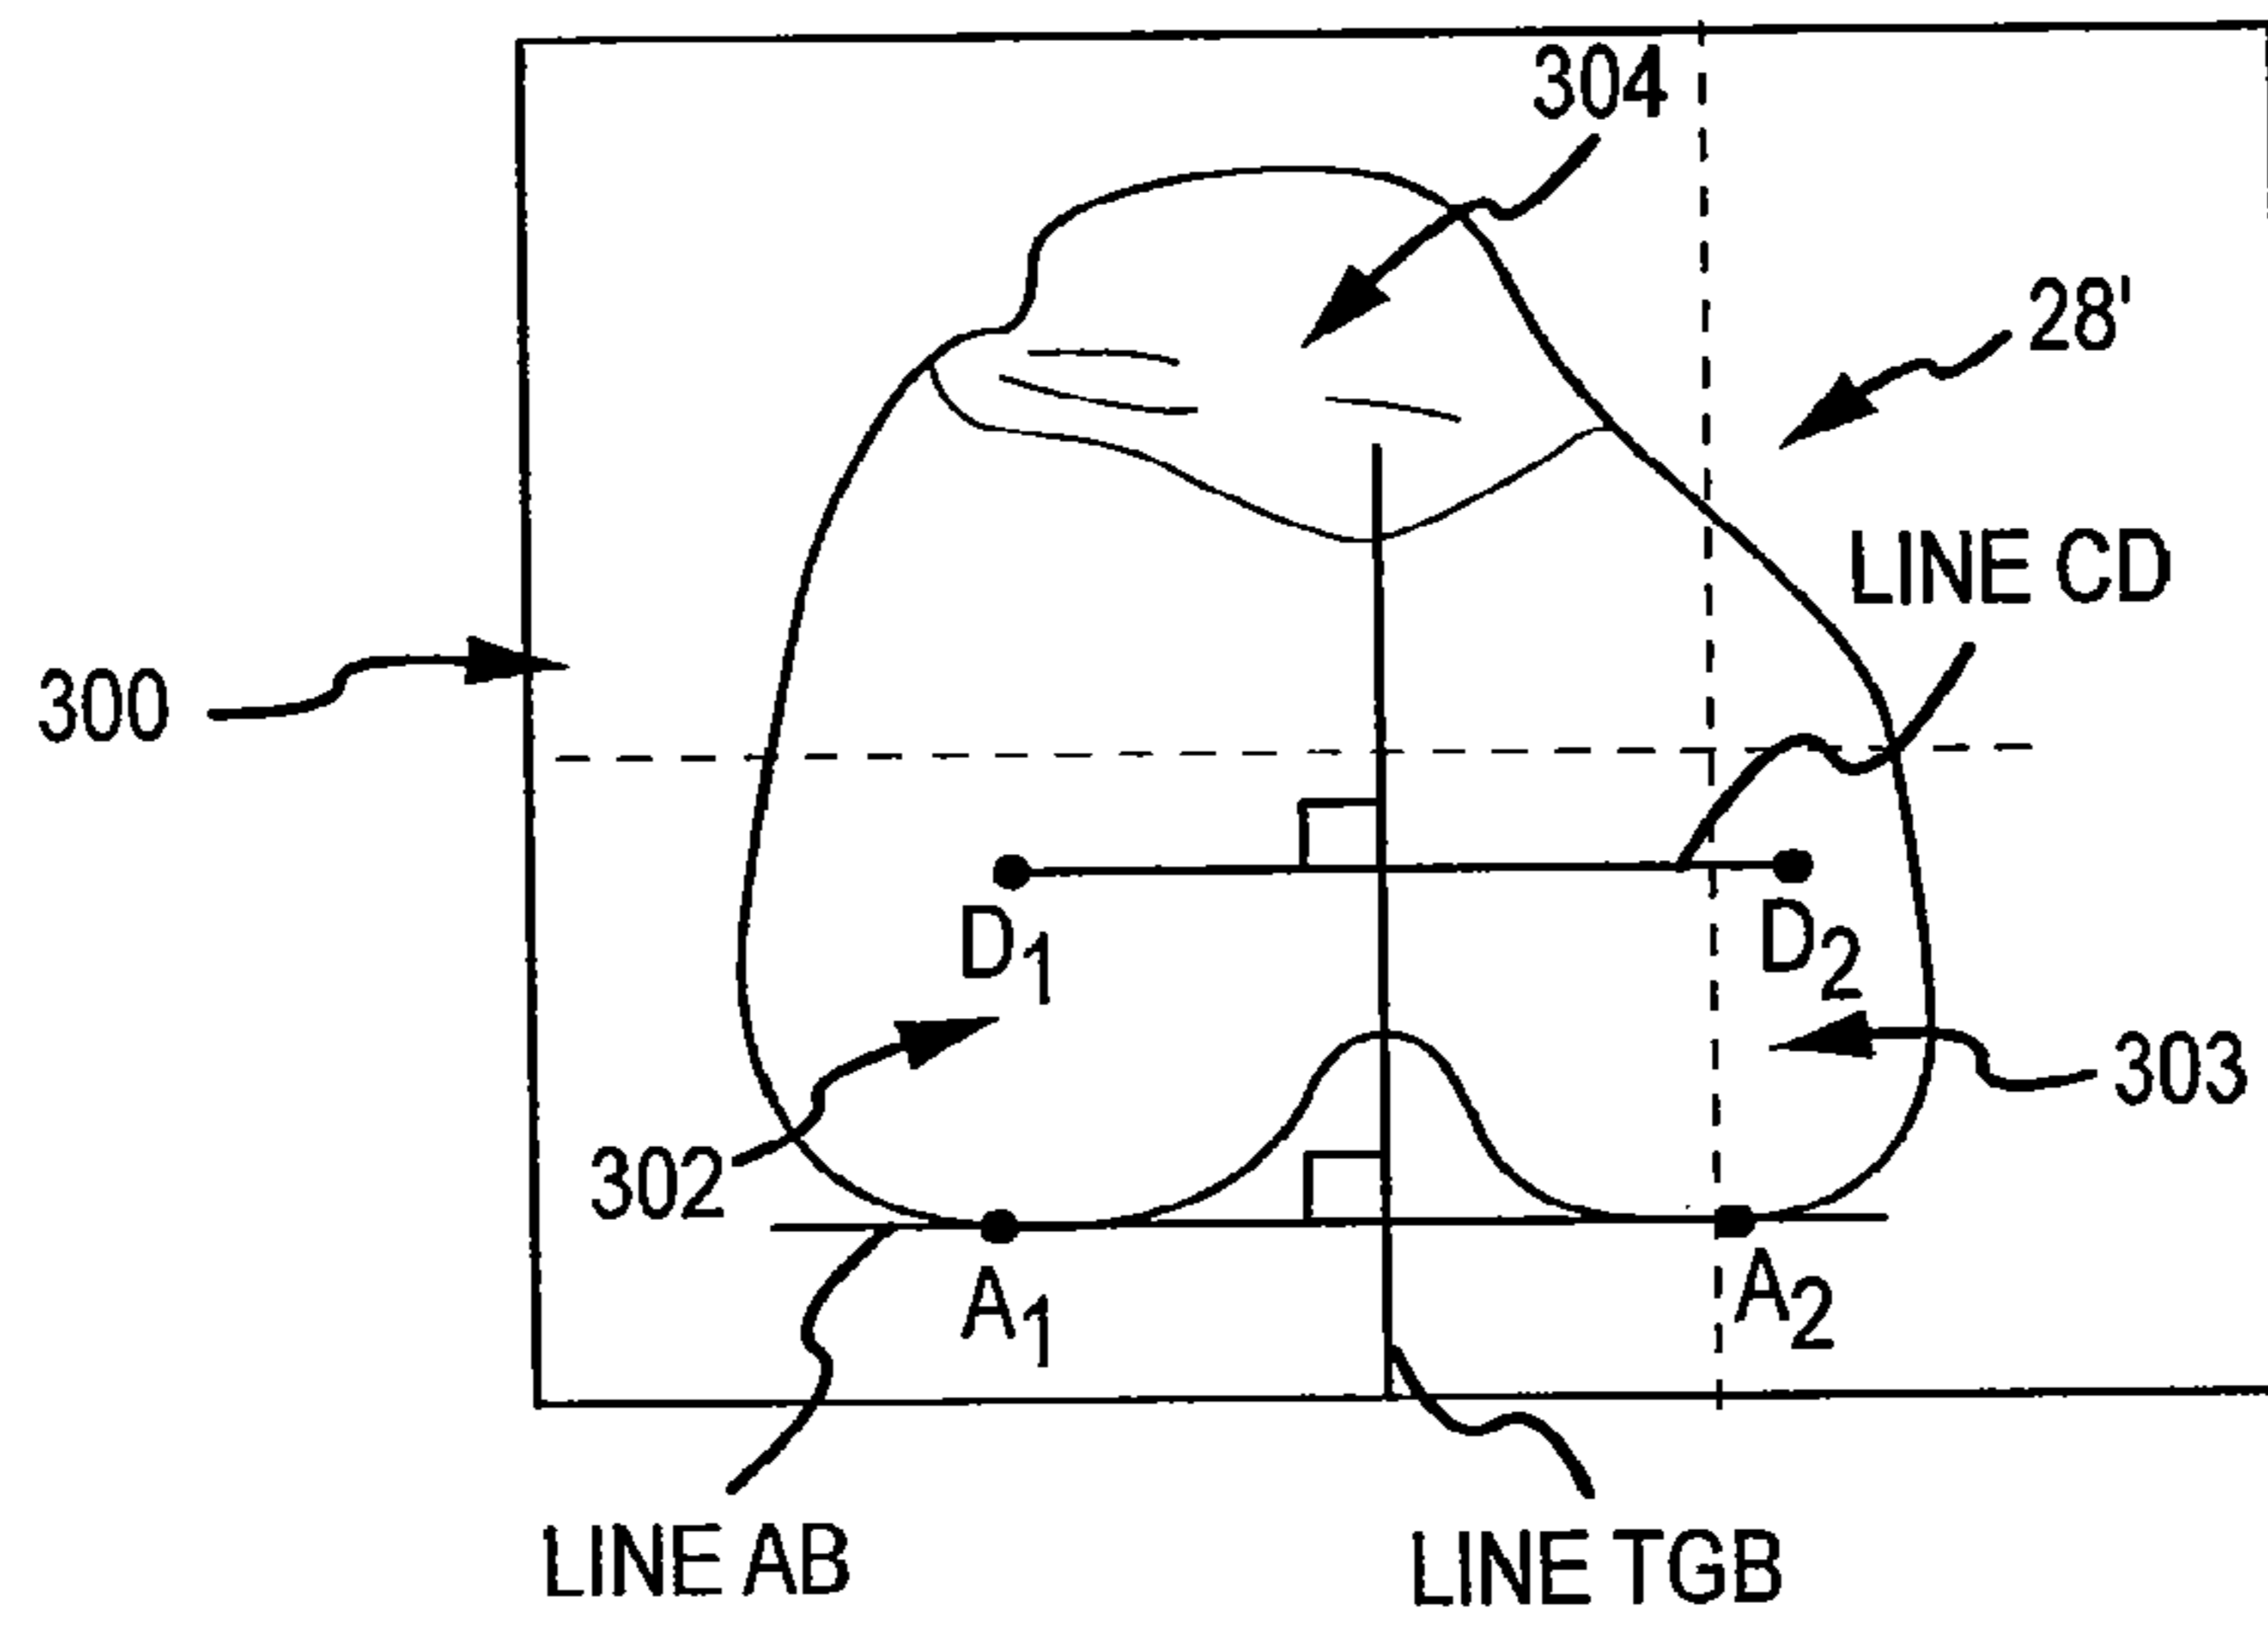 304
28'
LINE CD
300
D1
D2
303
302
A1
A2
LINE AB
LINE TGB